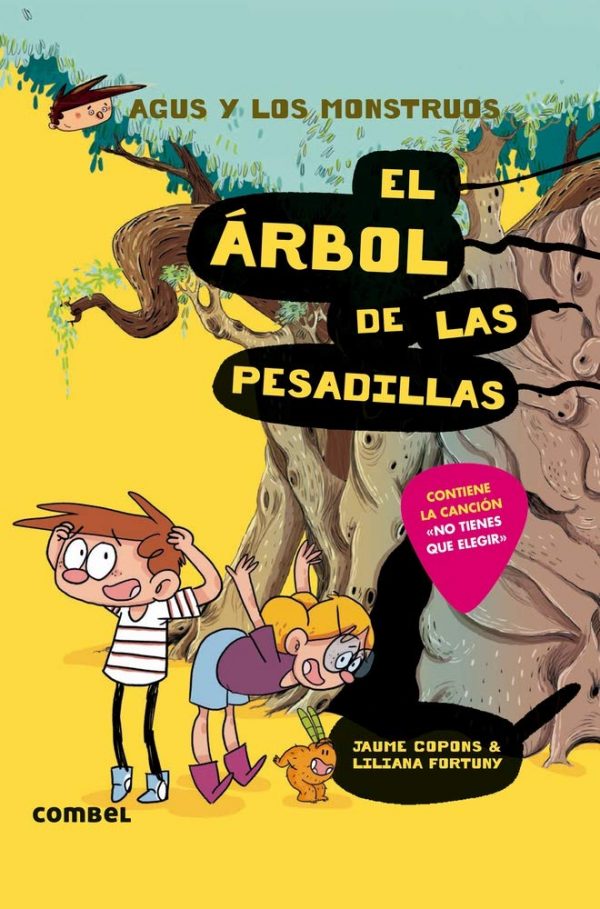 AGUS Y LOS MONSTRUOS
EL
ÁRBOL
DE LAS
PESADILLAS
CONTIENE
LA CANCIÓN
«NO TIENES
QUE ELEGIR»
JAUME COPONS &
LILIANA FORTUNY
combel